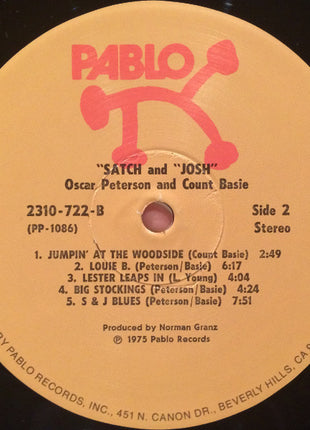 PABLO
"SATCH and "JOSH"
Oscar Peterson and Count Basie
2310-722-B
Side 2
(PP-1086)
Stereo
1. JUMPIN' AT THE WOODSIDE (Count Basie) 2:49
2. LOUIE B. (Peterson/Basie) 6:17
3. LESTER LEAPS IN (L. Young) 4:04
4. BIG STOCKINGS (Peterson/Basie) 4:24
5. S & J BLUES (Peterson/Basie) 7:51
Produced by Norman Granz
Ⓟ 1975 Pablo Records
BY PABLO RECORDS, INC., 451 N. CANON DR., BEVERLY HILLS, CA